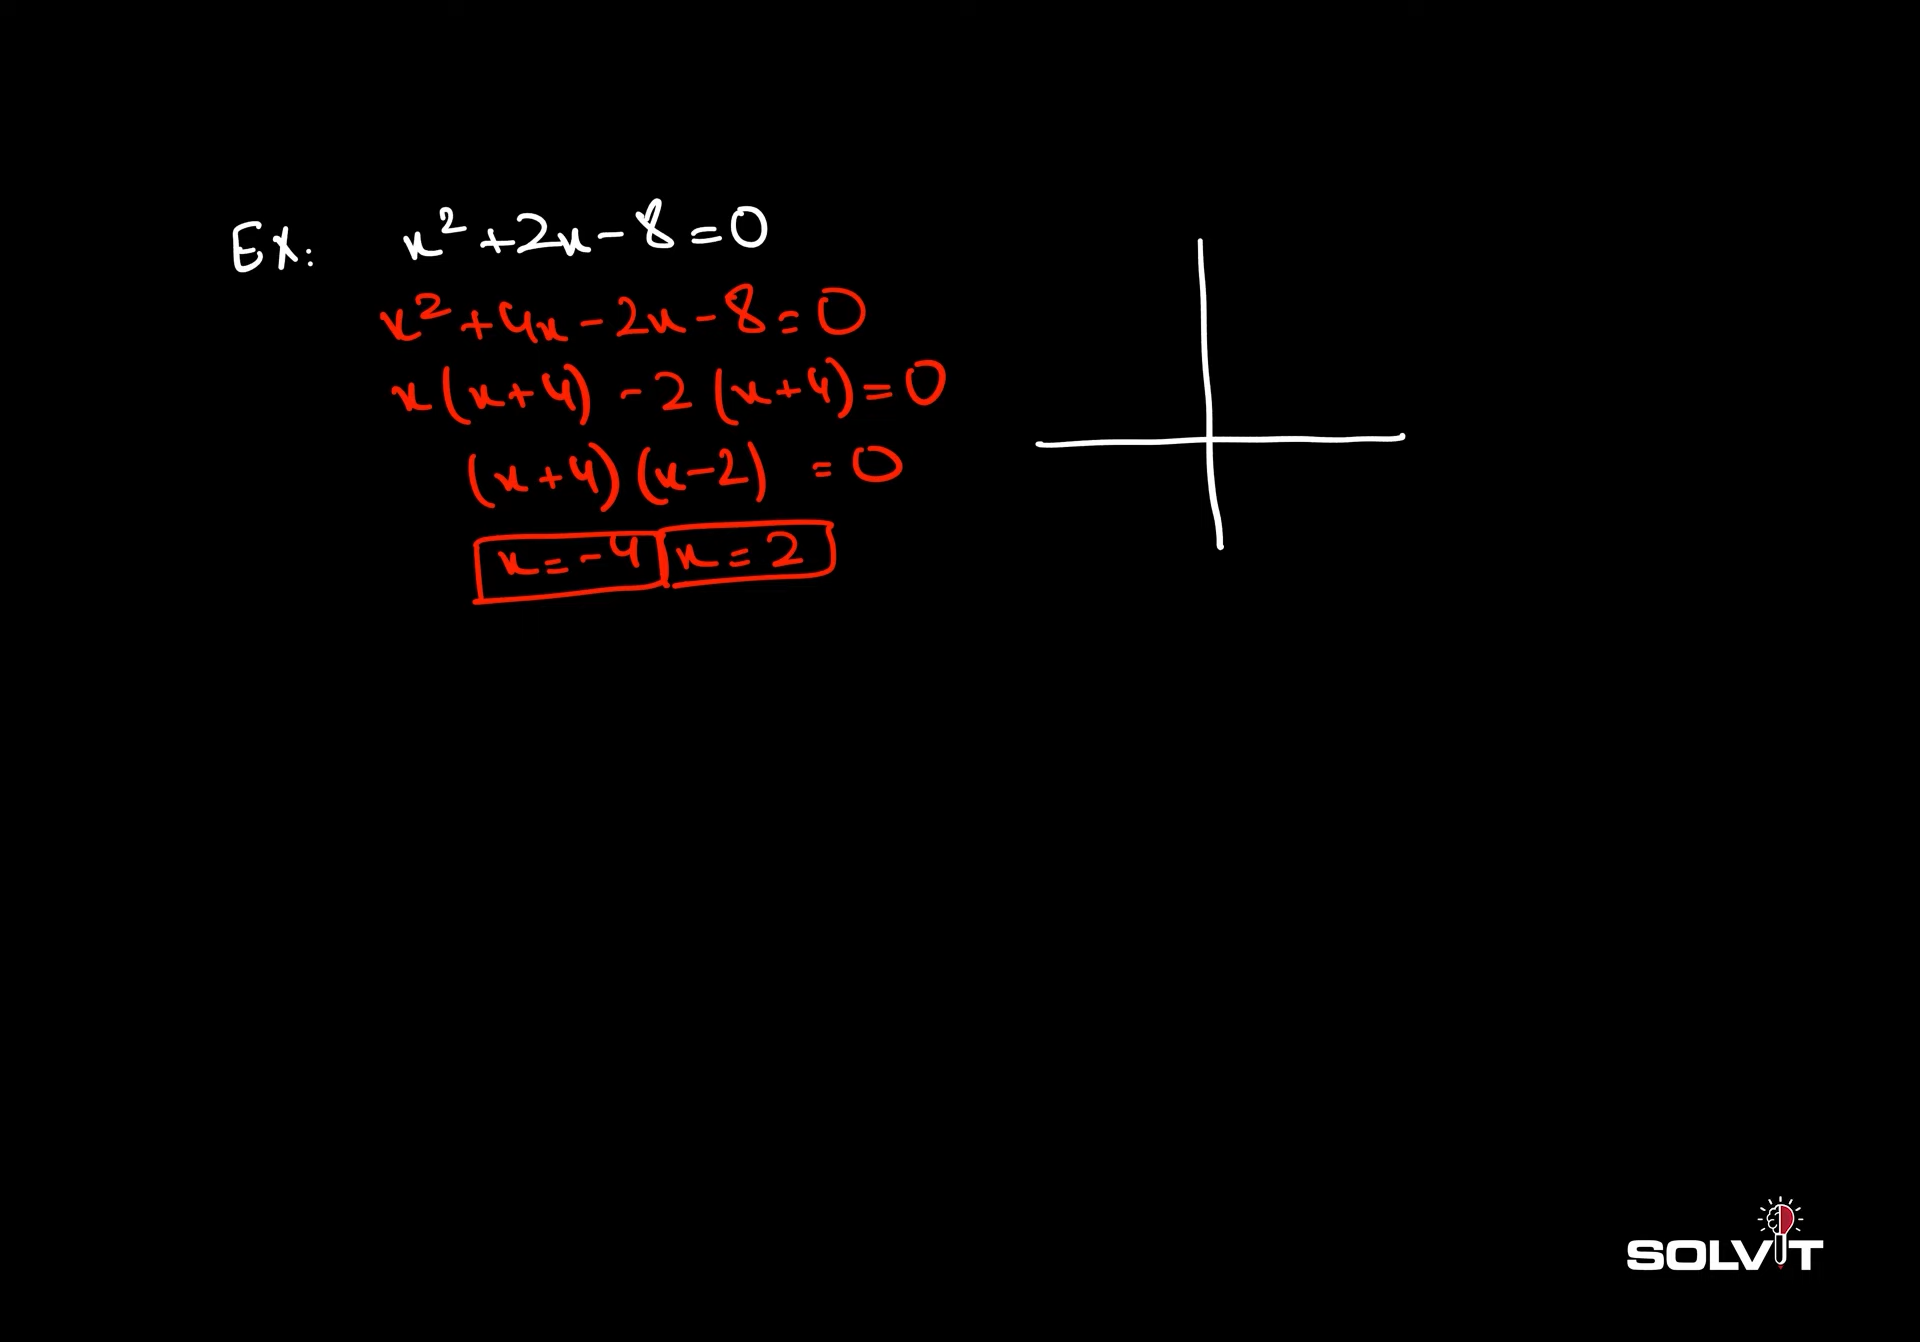 Ex: x² + 2x - 8 = 0
x² + 4x - 2x - 8 = 0
x(x+4) - 2(x+4) = 0
(x+4)(x-2) = 0
x = -4 x = 2
SOLVIT